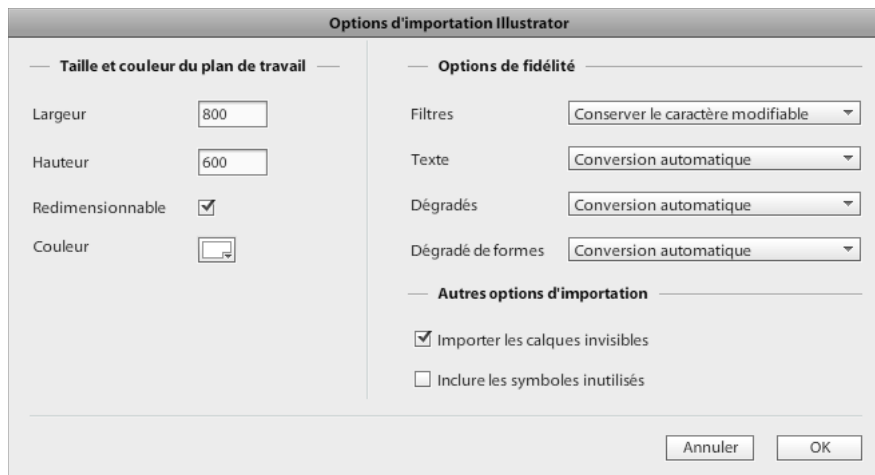 Options d'importation Illustrator
Taille et couleur du plan de travail
Largeur 800
Hauteur 600
Redimensionnable
Couleur
Options de fidélité
Filtres Conserver le caractère modifiable
Texte Conversion automatique
Dégradés Conversion automatique
Dégradé de formes Conversion automatique
Autres options d'importation
Importer les calques invisibles
Inclure les symboles inutilisés
Annuler OK